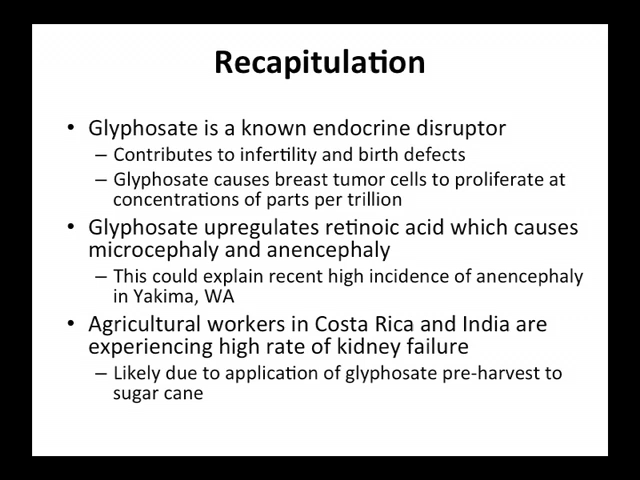 Recapitulation
• Glyphosate is a known endocrine disruptor
– Contributes to infertility and birth defects
– Glyphosate causes breast tumor cells to proliferate at
concentrations of parts per trillion
• Glyphosate upregulates retinoic acid which causes
microcephaly and anencephaly
– This could explain recent high incidence of anencephaly
in Yakima, WA
• Agricultural workers in Costa Rica and India are
experiencing high rate of kidney failure
– Likely due to application of glyphosate pre-harvest to
sugar cane